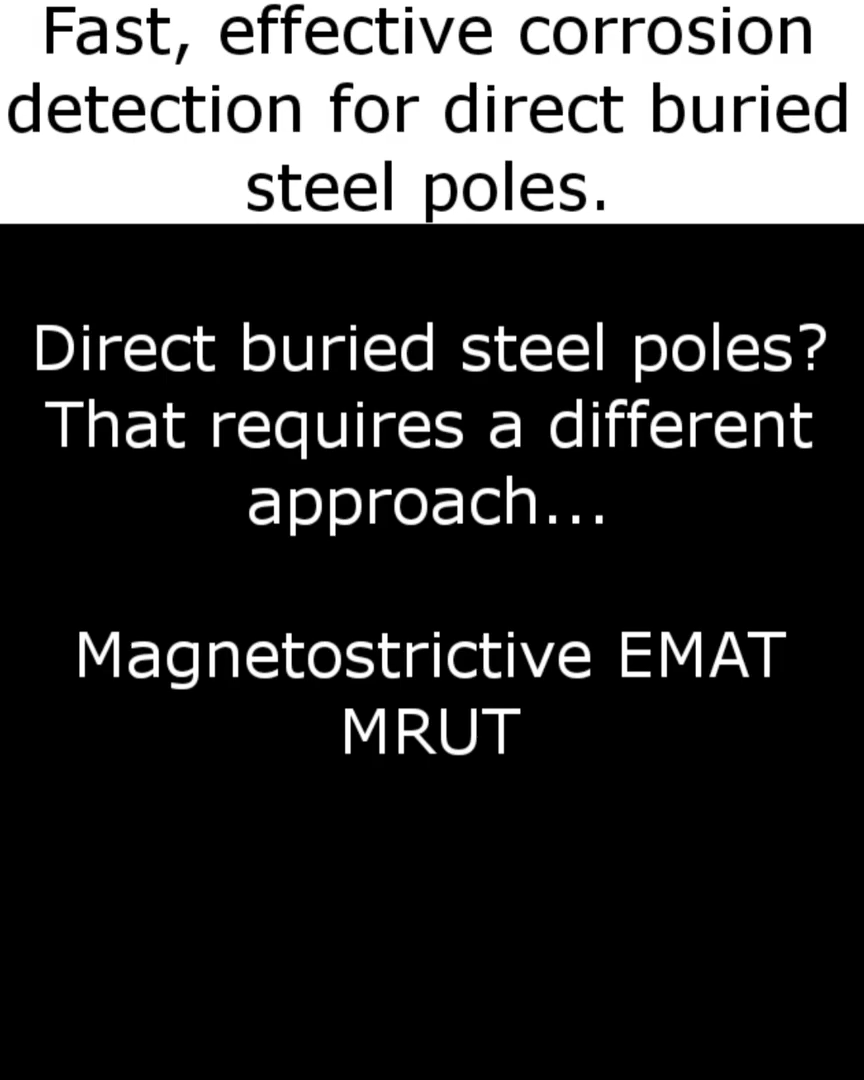 Fast, effective corrosion
detection for direct buried
steel poles.
Direct buried steel poles?
That requires a different
approach...
Magnetostrictive EMAT
MRUT